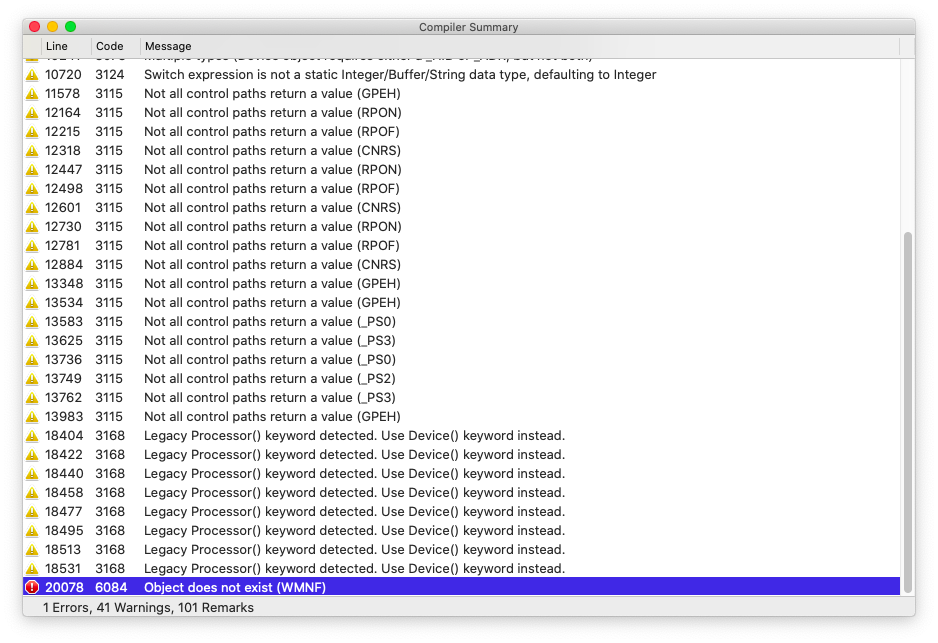 Compiler Summary
Line Code Message
10720 3124 Switch expression is not a static Integer/Buffer/String data type, defaulting to Integer
11578 3115 Not all control paths return a value (GPEH)
12164 3115 Not all control paths return a value (RPON)
12215 3115 Not all control paths return a value (RPOF)
12318 3115 Not all control paths return a value (CNRS)
12447 3115 Not all control paths return a value (RPON)
12498 3115 Not all control paths return a value (RPOF)
12601 3115 Not all control paths return a value (CNRS)
12730 3115 Not all control paths return a value (RPON)
12781 3115 Not all control paths return a value (RPOF)
12884 3115 Not all control paths return a value (CNRS)
13348 3115 Not all control paths return a value (GPEH)
13534 3115 Not all control paths return a value (GPEH)
13583 3115 Not all control paths return a value (_PS0)
13625 3115 Not all control paths return a value (_PS3)
13736 3115 Not all control paths return a value (_PS0)
13749 3115 Not all control paths return a value (_PS2)
13762 3115 Not all control paths return a value (_PS3)
13983 3115 Not all control paths return a value (GPEH)
18404 3168 Legacy Processor() keyword detected. Use Device() keyword instead.
18422 3168 Legacy Processor() keyword detected. Use Device() keyword instead.
18440 3168 Legacy Processor() keyword detected. Use Device() keyword instead.
18458 3168 Legacy Processor() keyword detected. Use Device() keyword instead.
18477 3168 Legacy Processor() keyword detected. Use Device() keyword instead.
18495 3168 Legacy Processor() keyword detected. Use Device() keyword instead.
18513 3168 Legacy Processor() keyword detected. Use Device() keyword instead.
18531 3168 Legacy Processor() keyword detected. Use Device() keyword instead.
20078 6084 Object does not exist (WMNF)
1 Errors, 41 Warnings, 101 Remarks